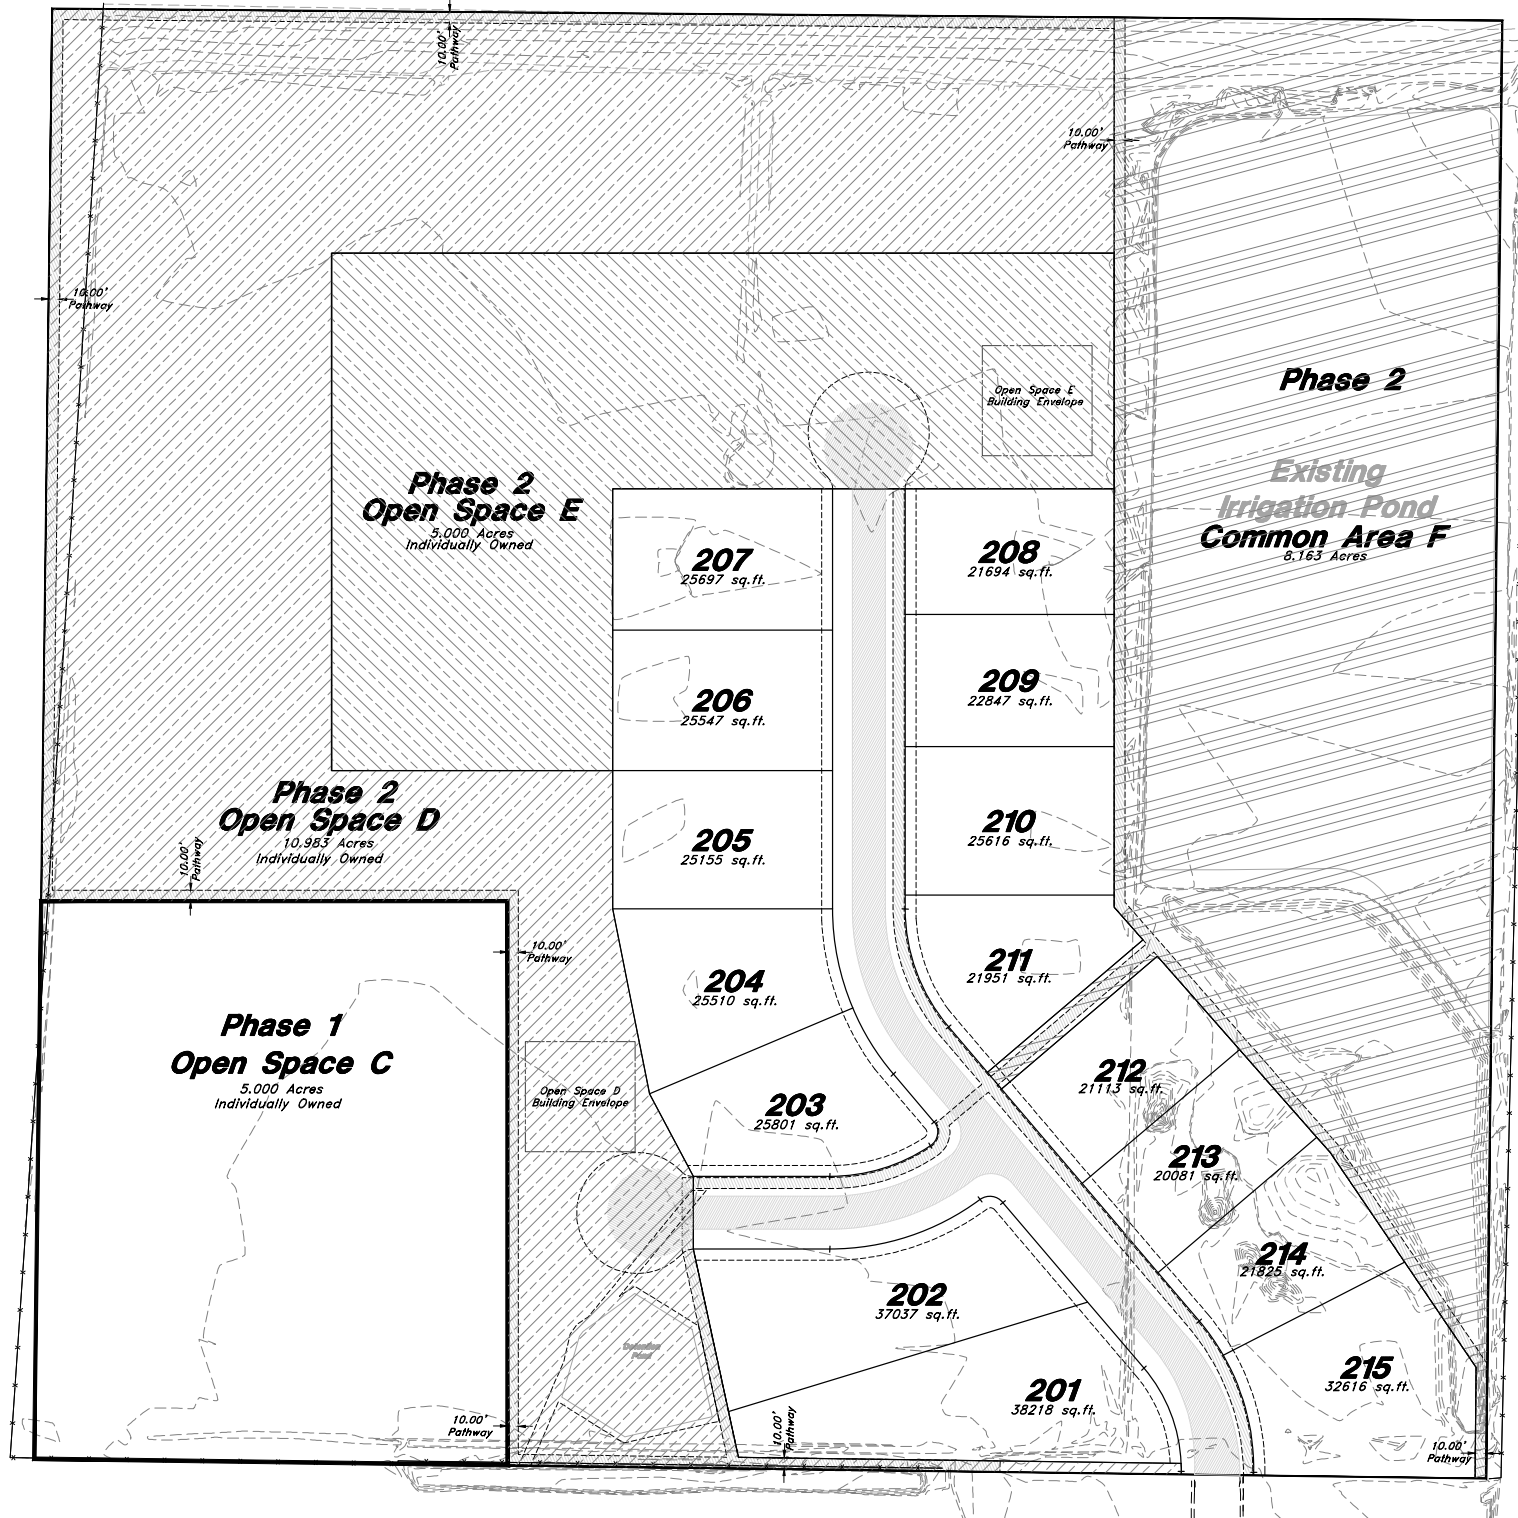 10.00'
Pathway
10.00'
Pathway
10.00'
Pathway
Phase 2
Open Space E
Building Envelope
Existing
Irrigation Pond
Common Area F
8.163 Acres
Phase 2
Open Space E
5.000 Acres
Individually Owned
207
25697 sq.ft.
208
21694 sq.ft.
206
25547 sq.ft.
209
22847 sq.ft.
Phase 2
Open Space D
10.983 Acres
Individually Owned
10.00'
Pathway
205
25155 sq.ft.
210
25616 sq.ft.
10.00'
Pathway
204
25510 sq.ft.
211
21951 sq.ft.
Phase 1
Open Space C
5.000 Acres
Individually Owned
Open Space D
Building Envelope
203
25801 sq.ft.
212
21113 sq.ft.
213
20081 sq.ft.
214
21825 sq.ft.
202
37037 sq.ft.
Detention
Pond
201
38218 sq.ft.
215
32616 sq.ft.
10.00'
Pathway
10.00'
Pathway
10.00'
Pathway